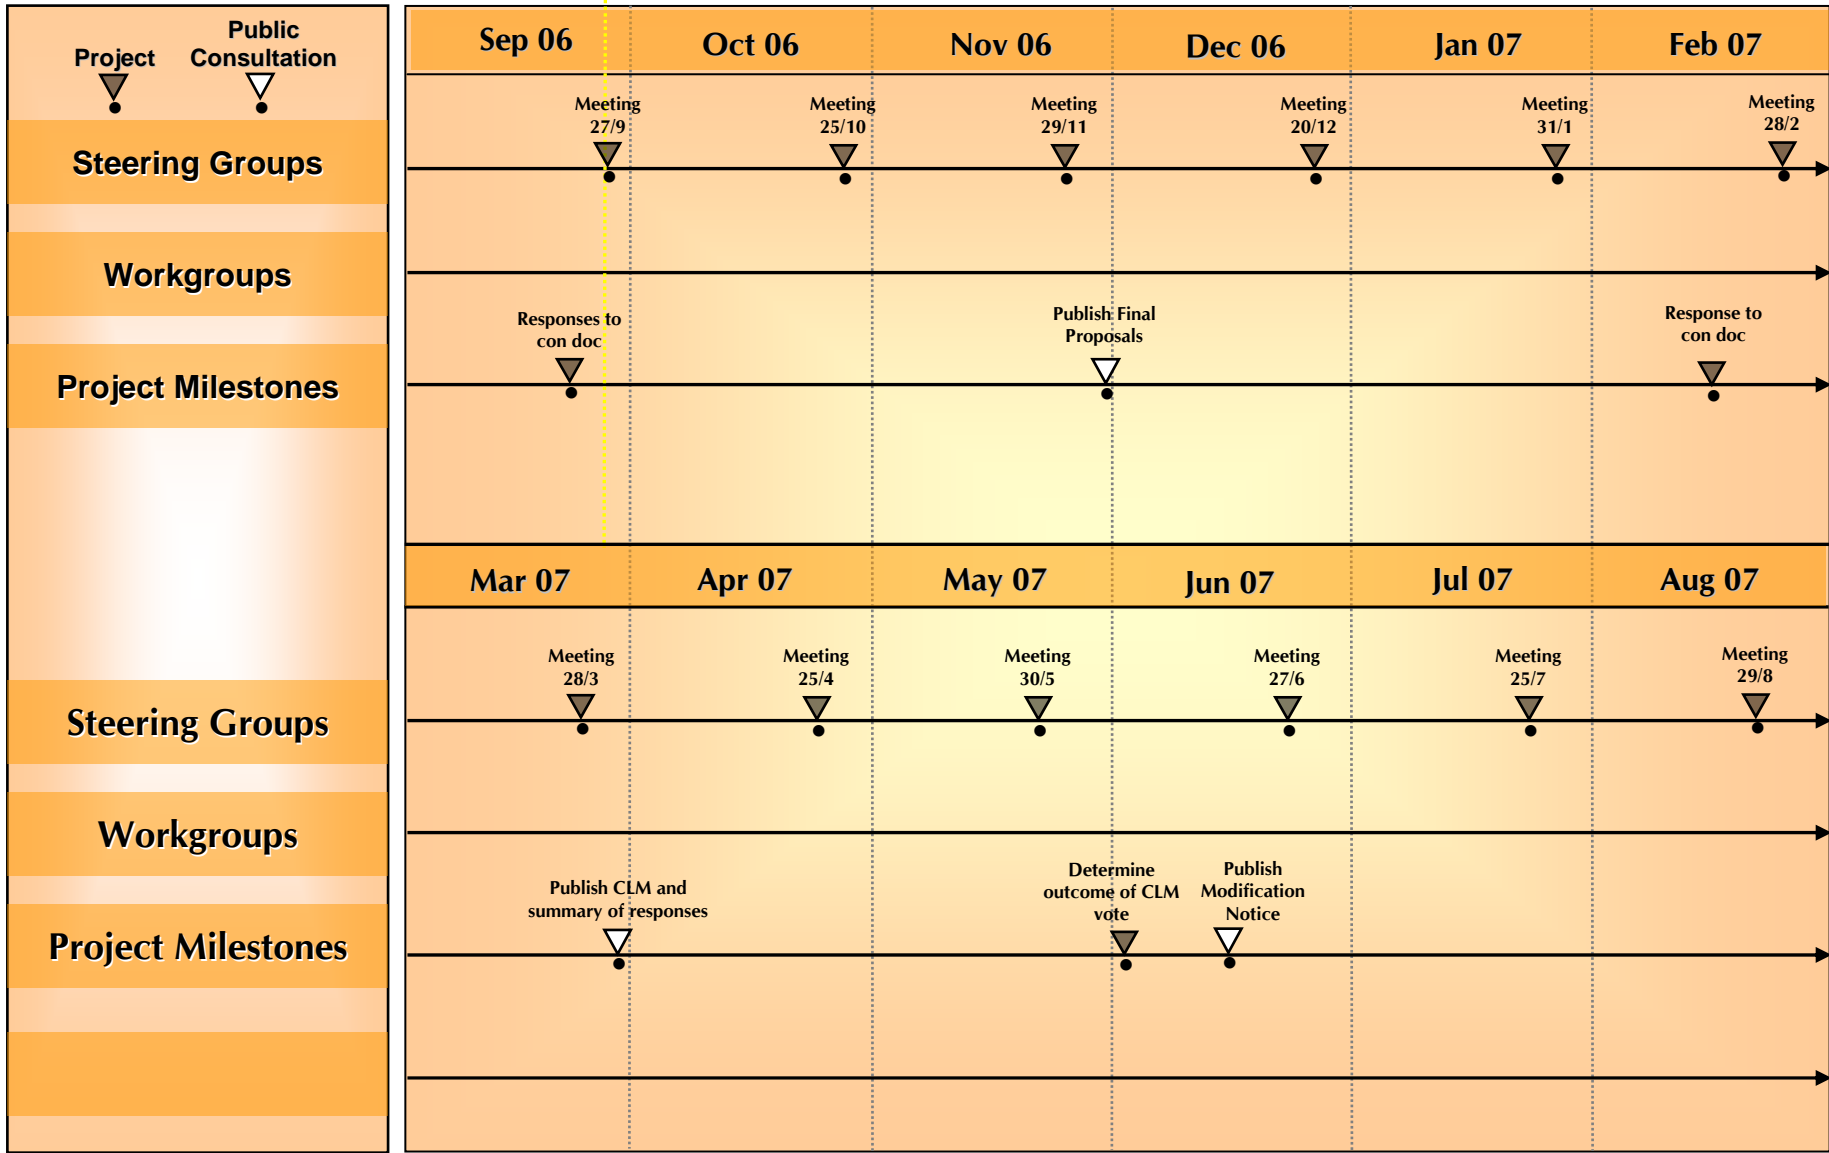 Project
Public
Consultation
Sep 06
Oct 06
Nov 06
Dec 06
Jan 07
Feb 07
Steering Groups
Meeting
27/9
Meeting
25/10
Meeting
29/11
Meeting
20/12
Meeting
31/1
Meeting
28/2
Workgroups
Project Milestones
Responses to
con doc
Publish Final
Proposals
Response to
con doc
Mar 07
Apr 07
May 07
Jun 07
Jul 07
Aug 07
Steering Groups
Meeting
28/3
Meeting
25/4
Meeting
30/5
Meeting
27/6
Meeting
25/7
Meeting
29/8
Workgroups
Project Milestones
Publish CLM and
summary of responses
Determine
outcome of CLM
vote
Publish
Modification
Notice